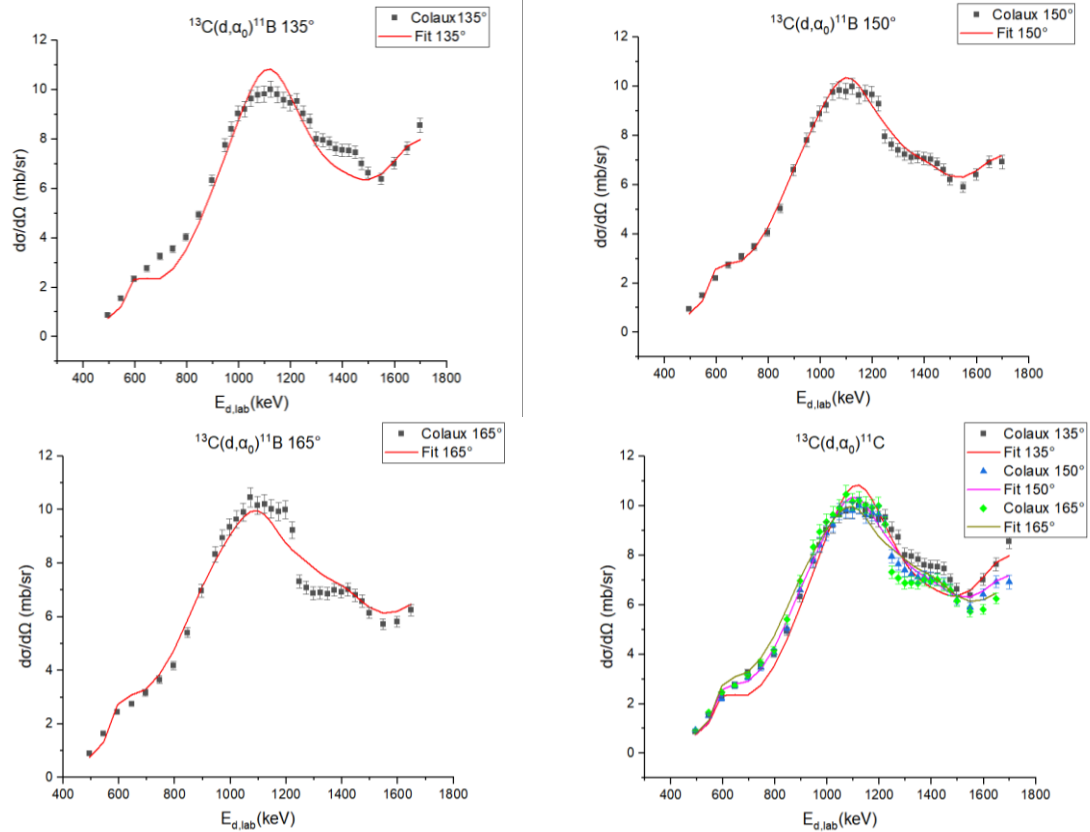 ¹³C(d,α₀)¹¹B 135°
Colaux135°
Fit 135°
dσ/dΩ (mb/sr)
12
10
8
6
4
2
0
400 600 800 1000 1200 1400 1600 1800
E_d,lab(keV)
¹³C(d,α₀)¹¹B 150°
Colaux 150°
Fit 150°
dσ/dΩ (mb/sr)
12
10
8
6
4
2
0
400 600 800 1000 1200 1400 1600 1800
E_d,lab(keV)
¹³C(d,α₀)¹¹B 165°
Colaux 165°
Fit 165°
dσ/dΩ (mb/sr)
12
10
8
6
4
2
0
400 600 800 1000 1200 1400 1600 1800
E_d,lab(keV)
¹³C(d,α₀)¹¹C
Colaux 135°
Fit 135°
Colaux 150°
Fit 150°
Colaux 165°
Fit 165°
dσ/dΩ (mb/sr)
12
10
8
6
4
2
0
400 600 800 1000 1200 1400 1600 1800
E_d,lab(keV)